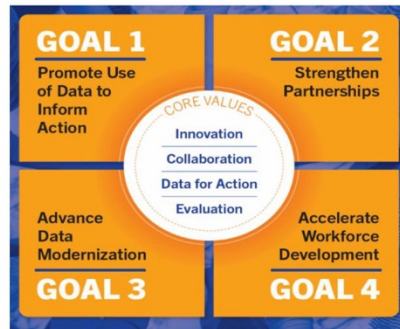 GOAL 1
Promote Use
of Data to
Inform
Action
GOAL 2
Strengthen
Partnerships
CORE VALUES
Innovation
Collaboration
Data for Action
Evaluation
Advance
Data
Modernization
GOAL 3
Accelerate
Workforce
Development
GOAL 4